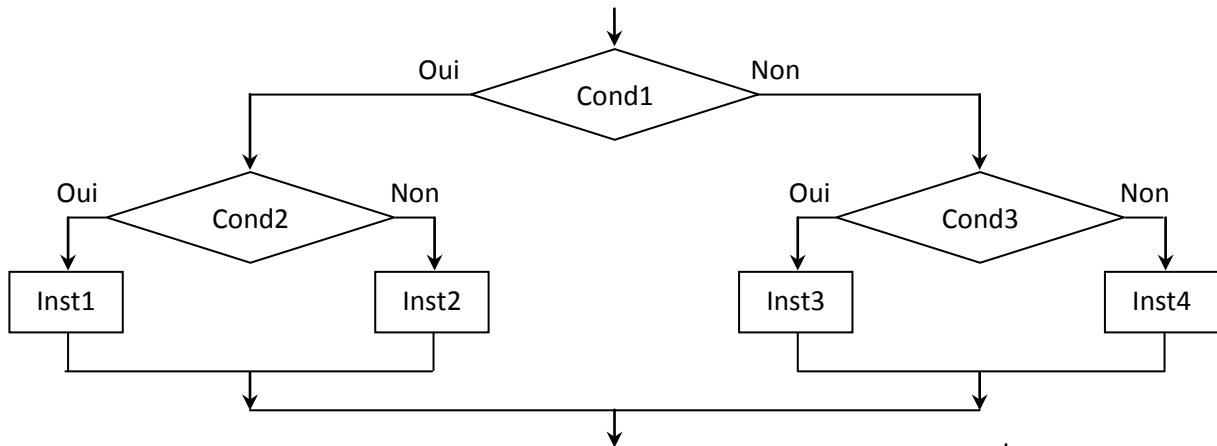 Oui
Non
Cond1
Oui
Non
Cond2
Oui
Non
Cond3
Inst1
Inst2
Inst3
Inst4